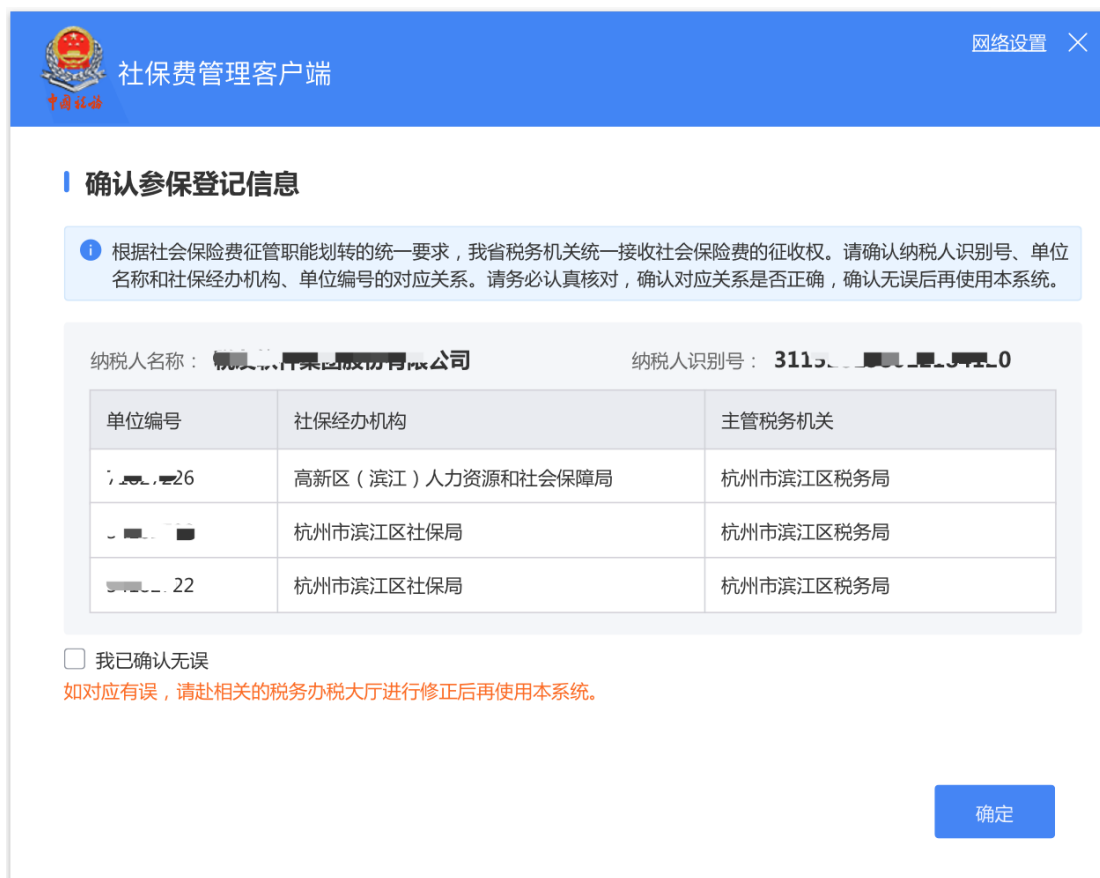 网络设置
中国税务
社保费管理客户端
确认参保登记信息
根据社会保险费征管职能划转的统一要求，我省税务机关统一接收社会保险费的征收权。请确认纳税人识别号、单位
名称和社保经办机构、单位编号的对应关系。请务必认真核对，确认对应关系是否正确，确认无误后再使用本系统。
纳税人名称： 公司 纳税人识别号：
单位编号 社保经办机构 主管税务机关
26 高新区（滨江）人力资源和社会保障局 杭州市滨江区税务局
杭州市滨江区社保局 杭州市滨江区税务局
22 杭州市滨江区社保局 杭州市滨江区税务局
我已确认无误
如对应有误，请赴相关的税务办税大厅进行修正后再使用本系统。
确定